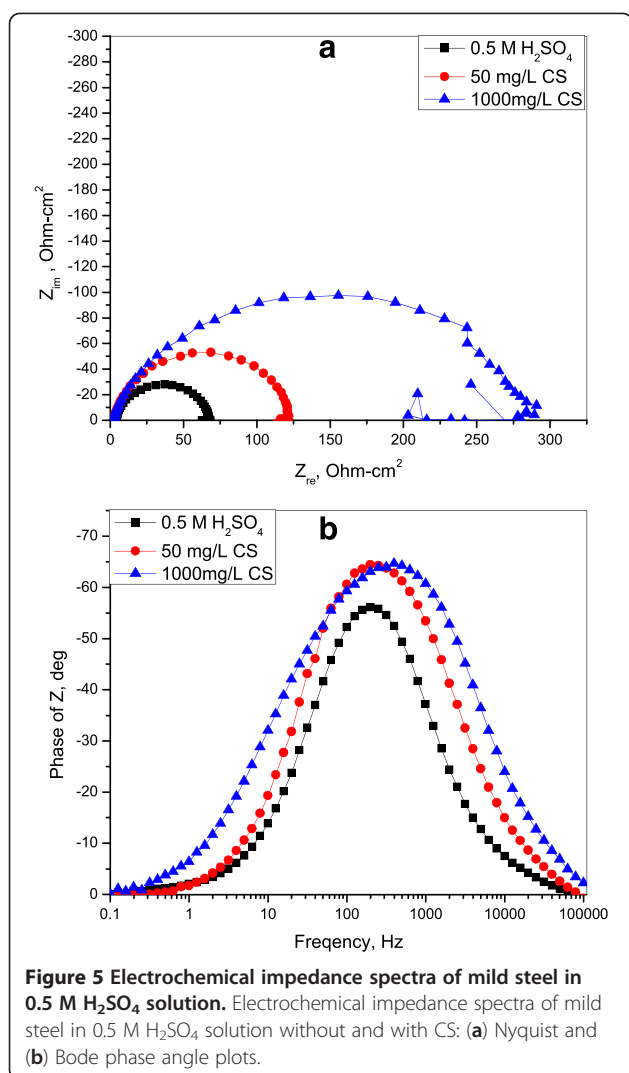 -300
-280
-260
-240
-220
-200
-180
-160
-140
-120
-100
-80
-60
-40
-20
0
Z_im , Ohm-cm²
a
0.5 M H₂SO₄
50 mg/L CS
1000mg/L CS
0 50 100 150 200 250 300
Z_re, Ohm-cm²
-70
-60
-50
-40
-30
-20
-10
0
Phase of Z, deg
b
0.5 M H₂SO₄
50 mg/L CS
1000mg/L CS
0.1 1 10 100 1000 10000 100000
Freqency, Hz
Figure 5 Electrochemical impedance spectra of mild steel in
0.5 M H₂SO₄ solution. Electrochemical impedance spectra of mild
steel in 0.5 M H₂SO₄ solution without and with CS: (a) Nyquist and
(b) Bode phase angle plots.